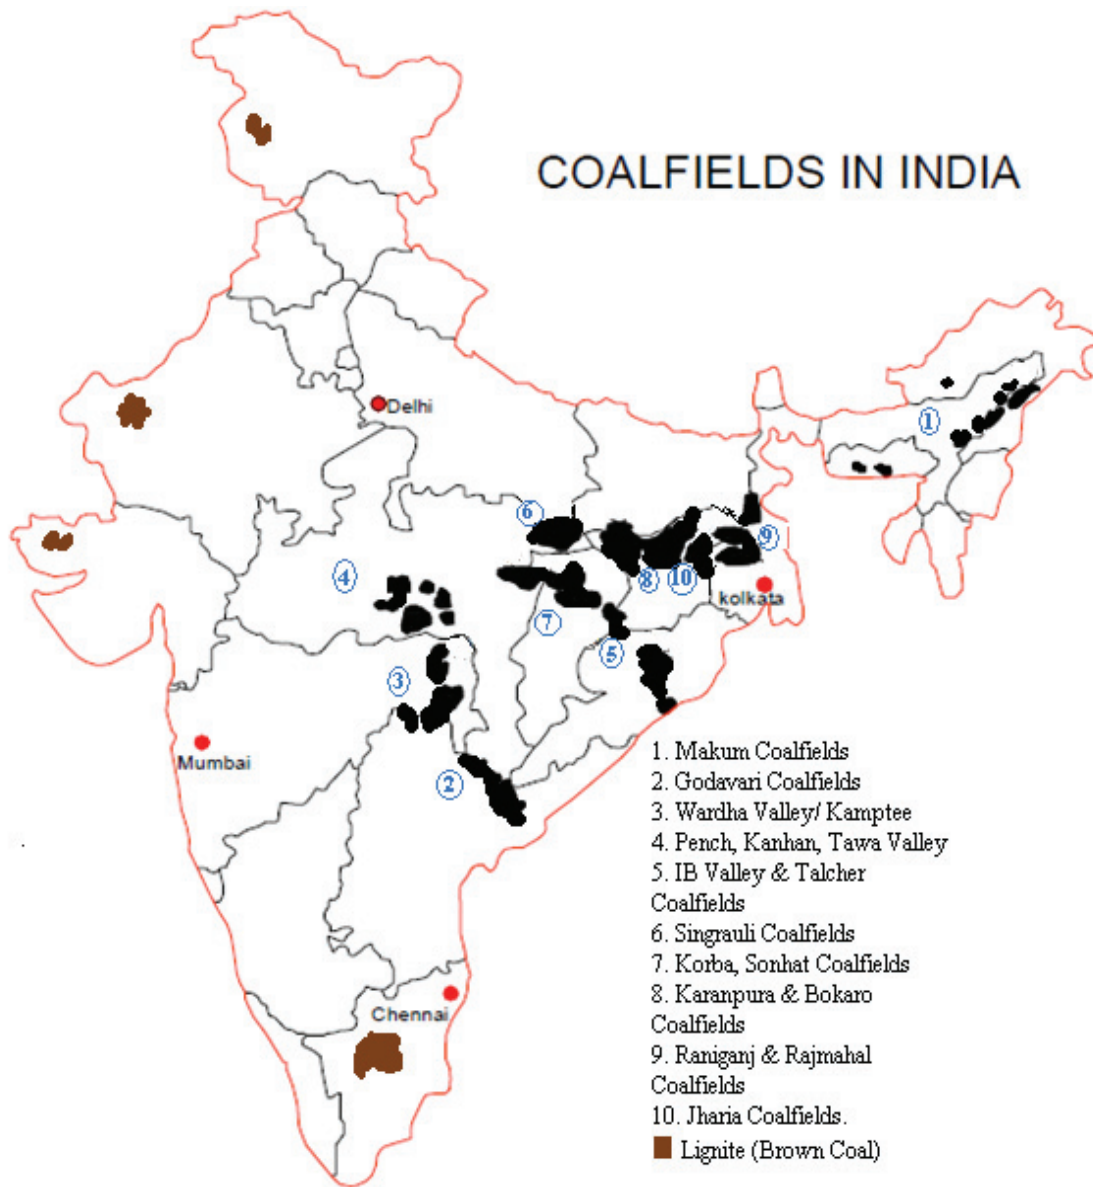 COALFIELDS IN INDIA
Delhi
1
6
9
4
8
10
kolkata
7
5
3
Mumbai
2
1. Makum Coalfields
2. Godavari Coalfields
3. Wardha Valley/ Kamptee
4. Pench, Kanhan, Tawa Valley
5. IB Valley & Talcher
Coalfields
6. Singrauli Coalfields
7. Korba, Sonhat Coalfields
8. Karanpura & Bokaro
Coalfields
9. Raniganj & Rajmahal
Coalfields
10. Jharia Coalfields.
Lignite (Brown Coal)
Chennai